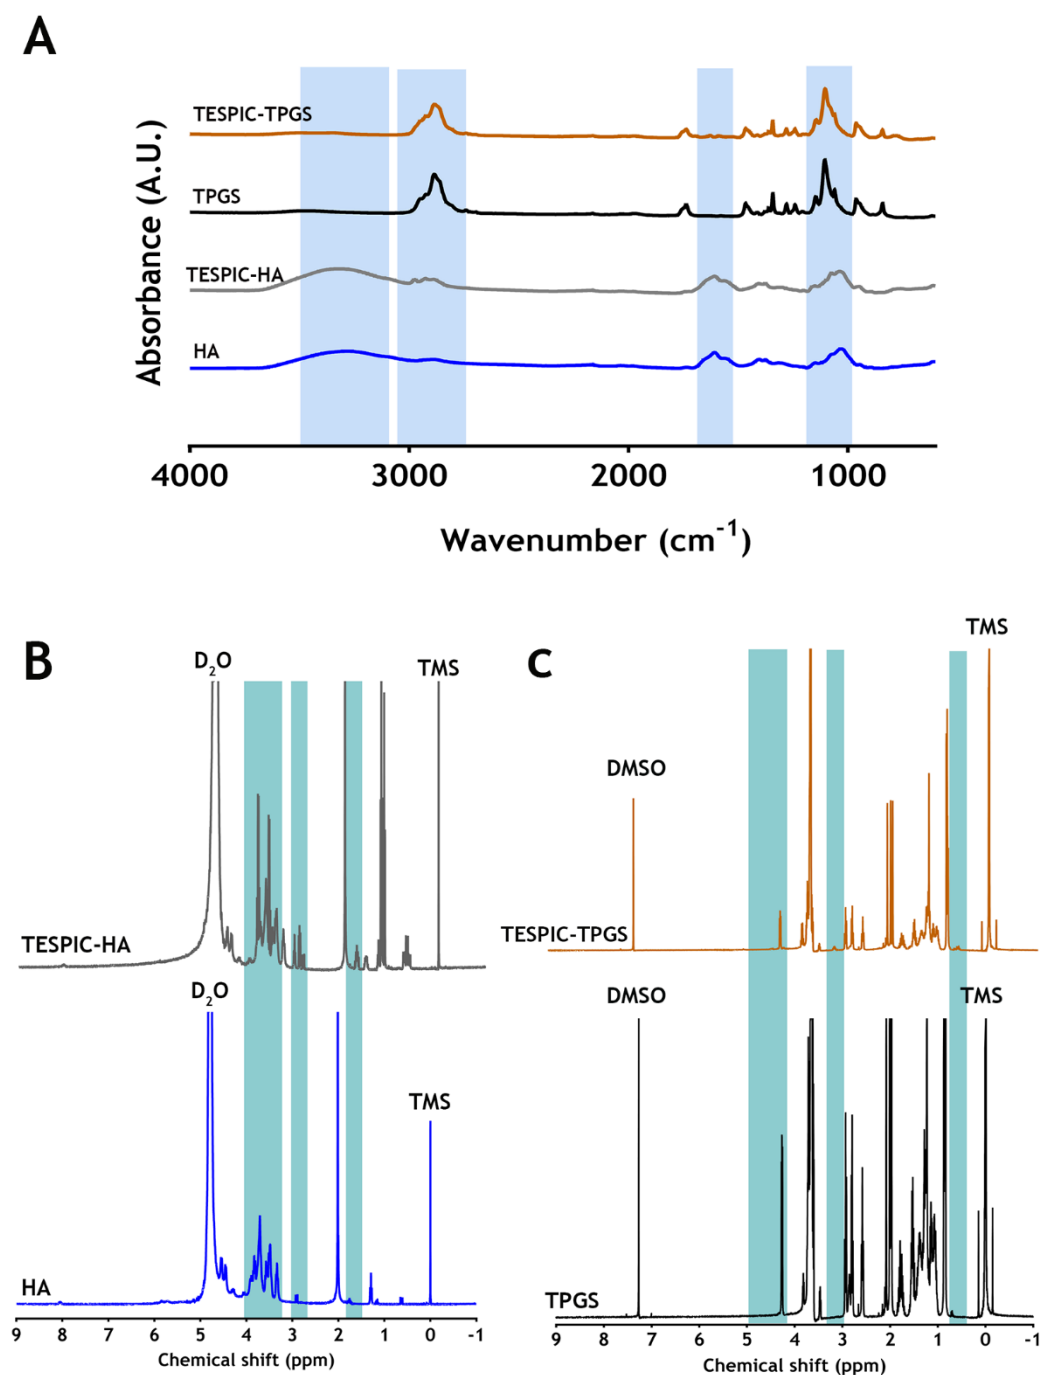 A
Absorbance (A.U.)
TESPIC-TPGS
TPGS
TESPIC-HA
HA
4000 3000 2000 1000
Wavenumber (cm⁻¹)
B
D₂O
TMS
TESPIC-HA
D₂O
TMS
HA
9 8 7 6 5 4 3 2 1 0 -1
Chemical shift (ppm)
C
TMS
DMSO
TESPIC-TPGS
DMSO
TMS
TPGS
9 8 7 6 5 4 3 2 1 0 -1
Chemical shift (ppm)